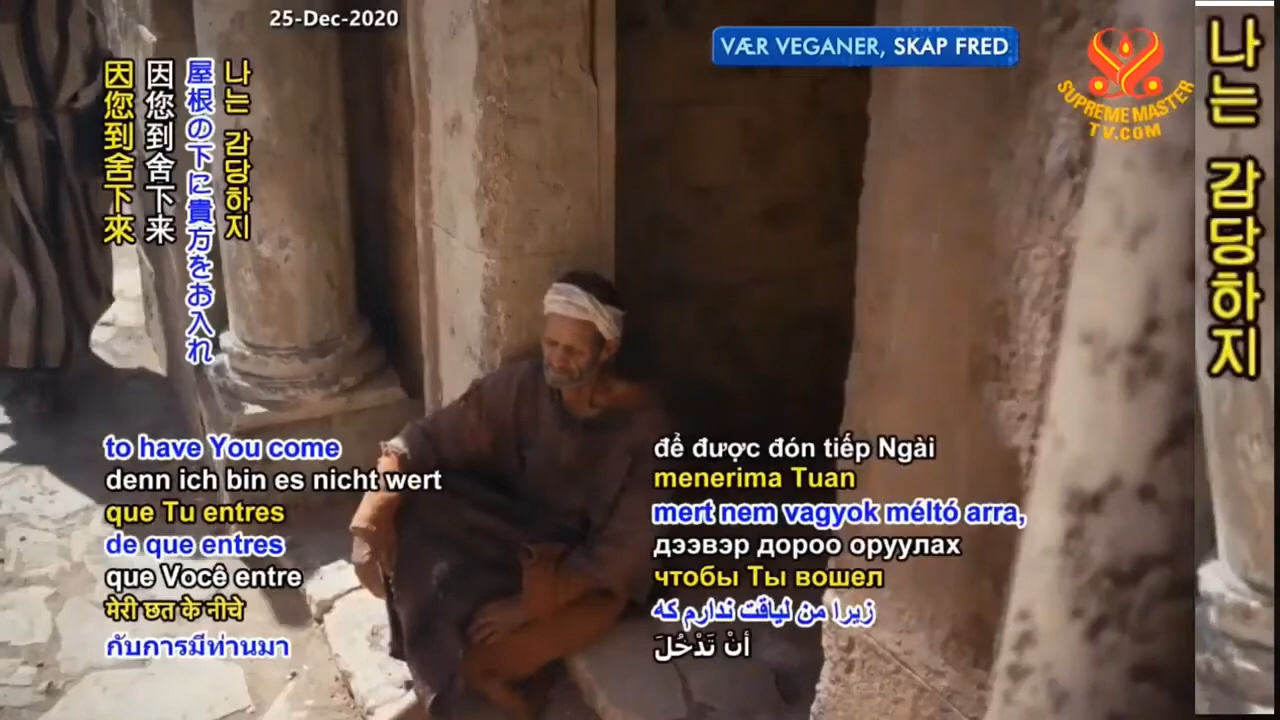 25-Dec-2020
VÆR VEGANER, SKAP FRED
SUPREME MASTER
TV.COM
나는 감당하지
屋根の下に貴方をお入れ
因您到舍下来
因您到舍下來
나는 감당하지
to have You come
denn ich bin es nicht wert
que Tu entres
de que entres
que Você entre
मेरी छत के नीचे
กับการมีท่านมา
để được đón tiếp Ngài
menerima Tuan
mert nem vagyok méltó arra,
дээвэр дороо оруулах
чтобы Ты вошел
زیرا من لیاقت ندارم که
أنْ تَدْخُلَ